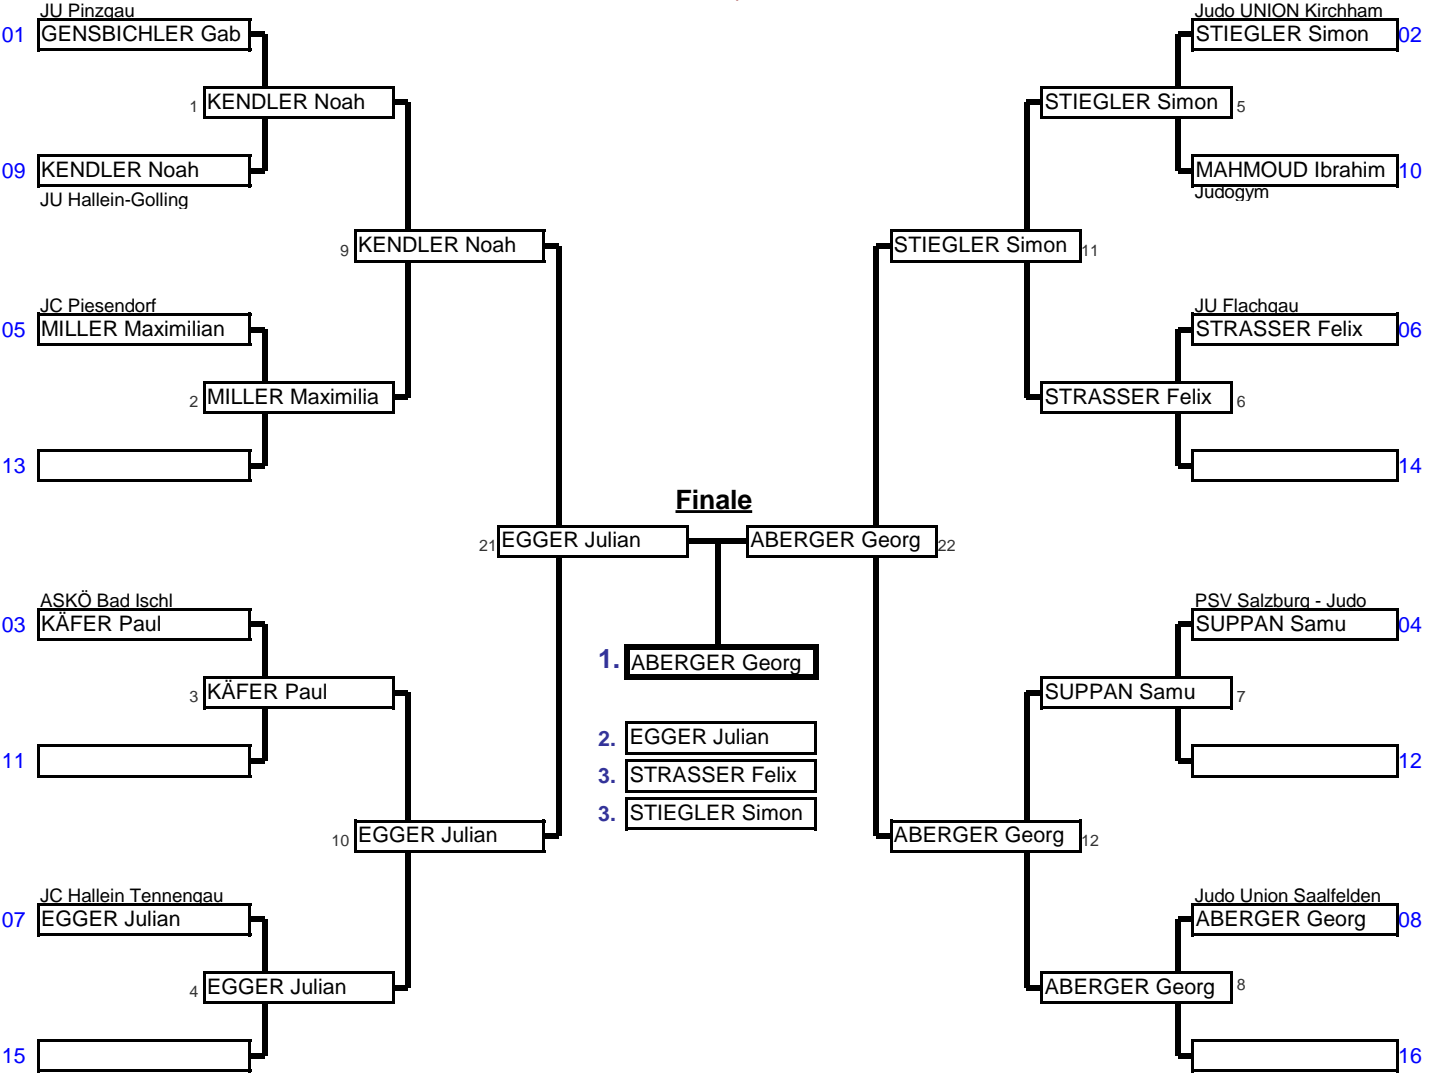 JU Pinzgau
01 GENSBICHLER Gab
1 KENDLER Noah
09 KENDLER Noah
JU Hallein-Golling
9 KENDLER Noah
JC Piesendorf
05 MILLER Maximilian
2 MILLER Maximilia
13
21 EGGER Julian
ASKÖ Bad Ischl
03 KÄFER Paul
3 KÄFER Paul
11
10 EGGER Julian
JC Hallein Tennengau
07 EGGER Julian
4 EGGER Julian
15
Finale
1. ABERGER Georg
2. EGGER Julian
3. STRASSER Felix
3. STIEGLER Simon
Judo UNION Kirchham
STIEGLER Simon 02
STIEGLER Simon 5
MAHMOUD Ibrahim 10
Judogym
STIEGLER Simon 11
JU Flachgau
STRASSER Felix 06
STRASSER Felix 6
14
ABERGER Georg 22
PSV Salzburg - Judo
SUPPAN Samu 04
SUPPAN Samu 7
12
ABERGER Georg 12
Judo Union Saalfelden
ABERGER Georg 08
ABERGER Georg 8
16